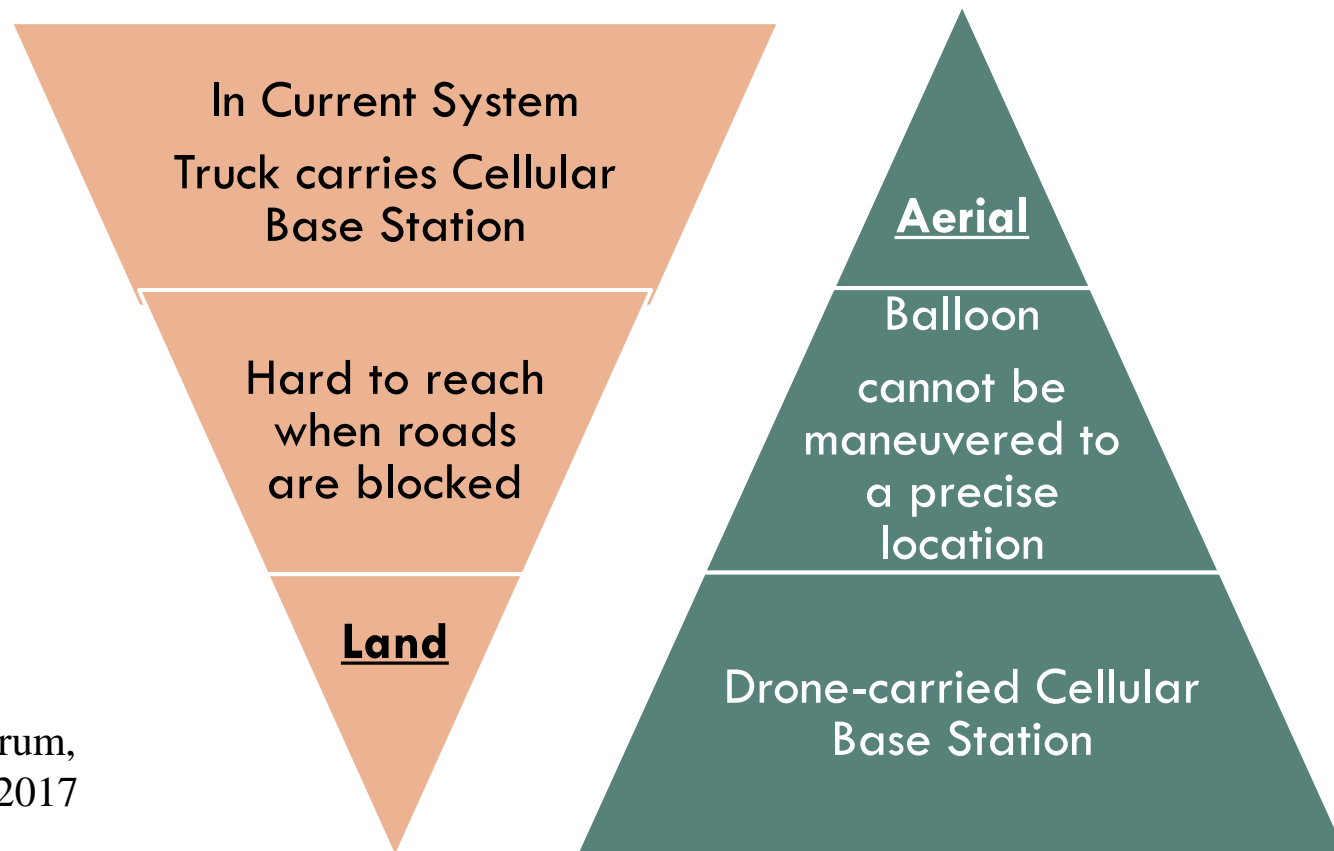 In Current System
Truck carries Cellular
Base Station
Hard to reach
when roads
are blocked
Land
Aerial
Balloon
cannot be
maneuvered to
a precise
location
Drone-carried Cellular
Base Station
2017